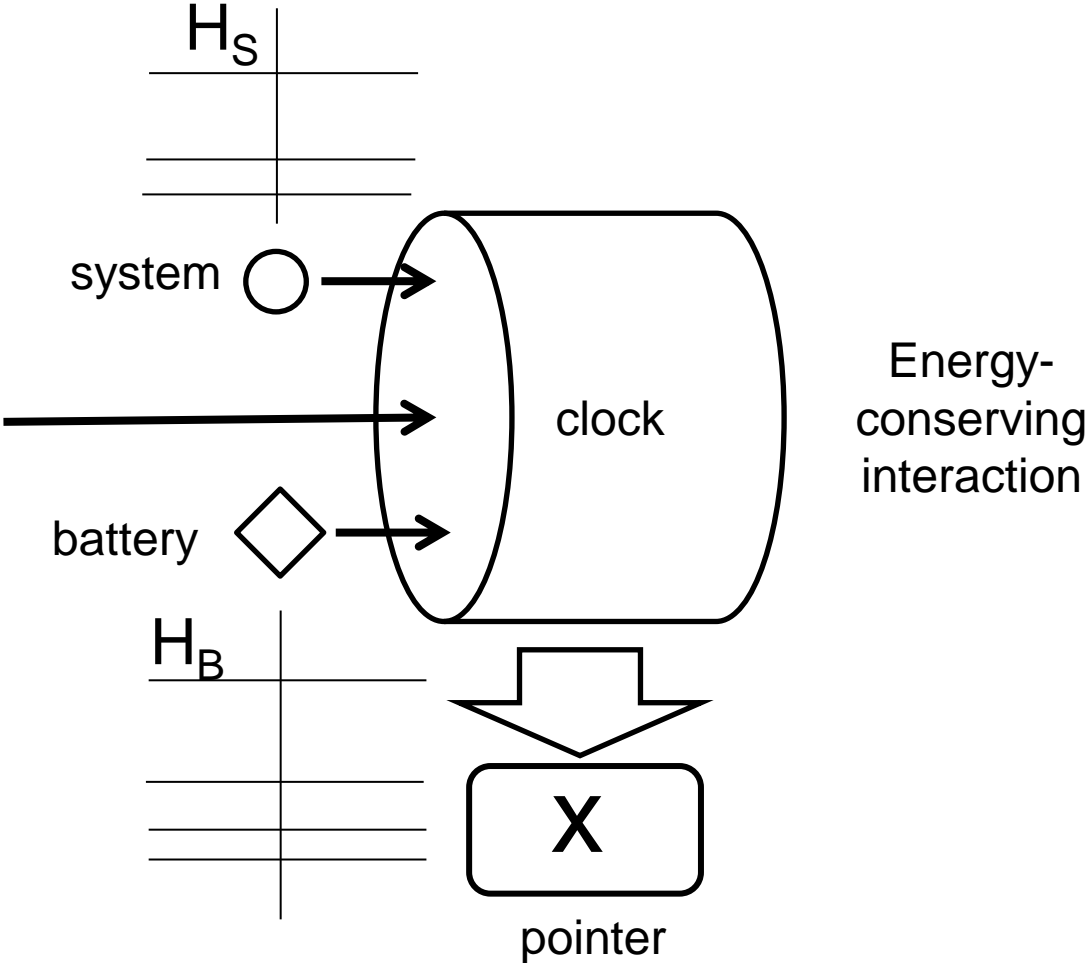 H_S
system
clock
Energy-
conserving
interaction
battery
H_B
X
pointer